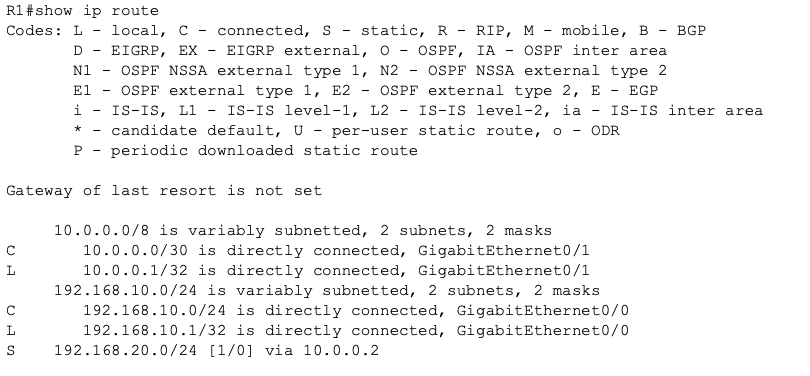 R1#show ip route
Codes: L - local, C - connected, S - static, R - RIP, M - mobile, B - BGP
       D - EIGRP, EX - EIGRP external, O - OSPF, IA - OSPF inter area
       N1 - OSPF NSSA external type 1, N2 - OSPF NSSA external type 2
       E1 - OSPF external type 1, E2 - OSPF external type 2, E - EGP
       i - IS-IS, L1 - IS-IS level-1, L2 - IS-IS level-2, ia - IS-IS inter area
       * - candidate default, U - per-user static route, o - ODR
       P - periodic downloaded static route

Gateway of last resort is not set

     10.0.0.0/8 is variably subnetted, 2 subnets, 2 masks
C       10.0.0.0/30 is directly connected, GigabitEthernet0/1
L       10.0.0.1/32 is directly connected, GigabitEthernet0/1
     192.168.10.0/24 is variably subnetted, 2 subnets, 2 masks
C       192.168.10.0/24 is directly connected, GigabitEthernet0/0
L       192.168.10.1/32 is directly connected, GigabitEthernet0/0
S    192.168.20.0/24 [1/0] via 10.0.0.2